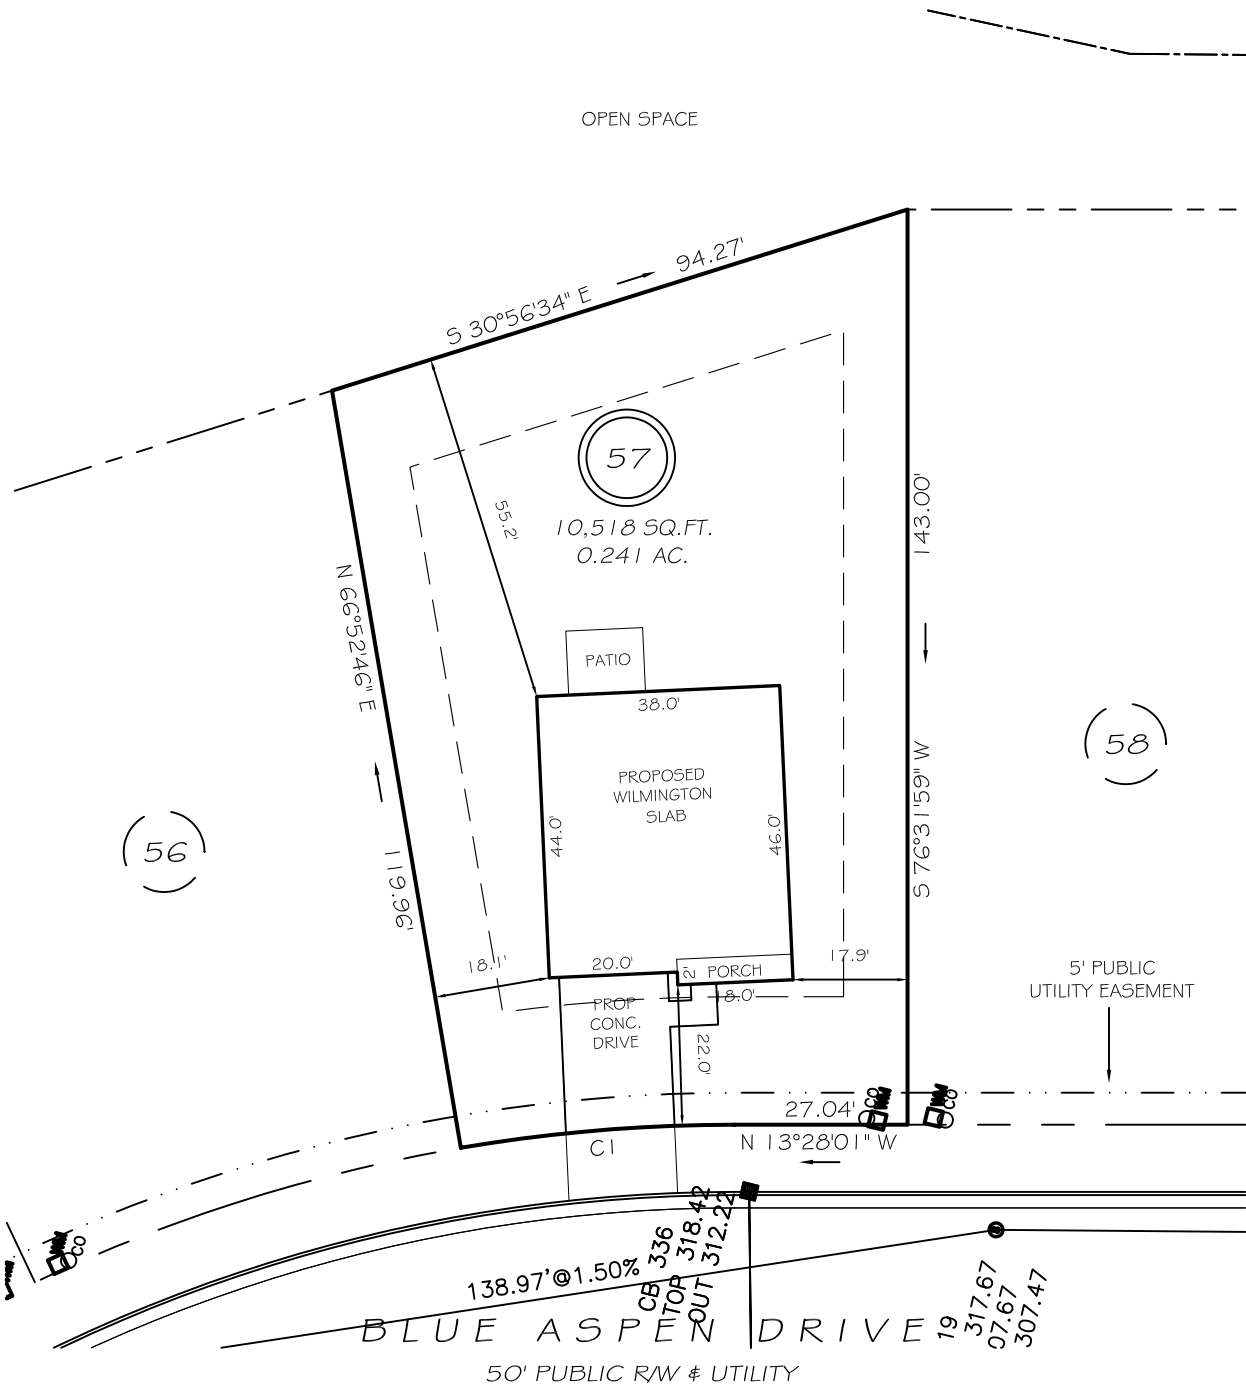 OPEN SPACE
S 30°56'34" E
94.27'
57
10,518 SQ.FT.
0.241 AC.
55.2'
143.00'
N 66°52'46" E
119.96'
PATIO
38.0'
PROPOSED
WILMINGTON
SLAB
44.0'
46.0'
S 76°31'59" W
56
58
18.1'
20.0'
2'
PORCH
17.9'
18.0'
PROP
CONC.
DRIVE
22.0'
5' PUBLIC
UTILITY EASEMENT
27.04'
CO
CO
C1
N 13°28'01" W
CO
138.97'@1.50%
CB 336
TOP 318.42
OUT 312.22
19
317.67
07.67
307.47
BLUE ASPEN DRIVE
50' PUBLIC R/W & UTILITY